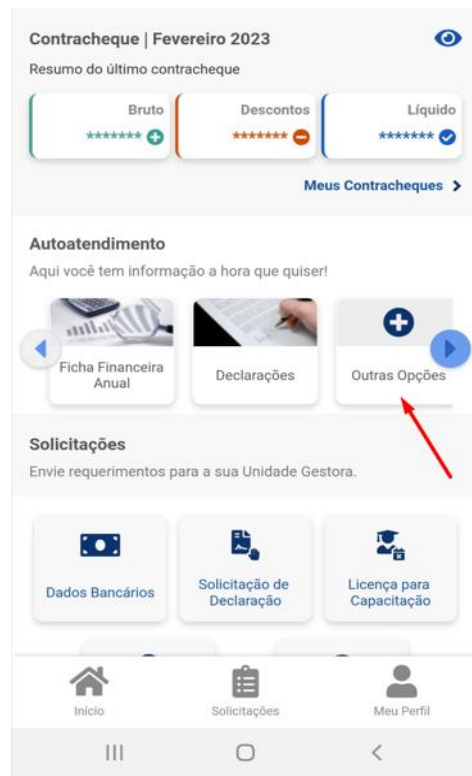 Contracheque | Fevereiro 2023
Resumo do último contracheque
Bruto
*******
Descontos
*******
Líquido
*******
Meus Contracheques
Autoatendimento
Aqui você tem informação a hora que quiser!
Ficha Financeira
Anual
Declarações
Outras Opções
Solicitações
Envie requerimentos para a sua Unidade Gestora.
Dados Bancários
Solicitação de
Declaração
Licença para
Capacitação
Início
Solicitações
Meu Perfil